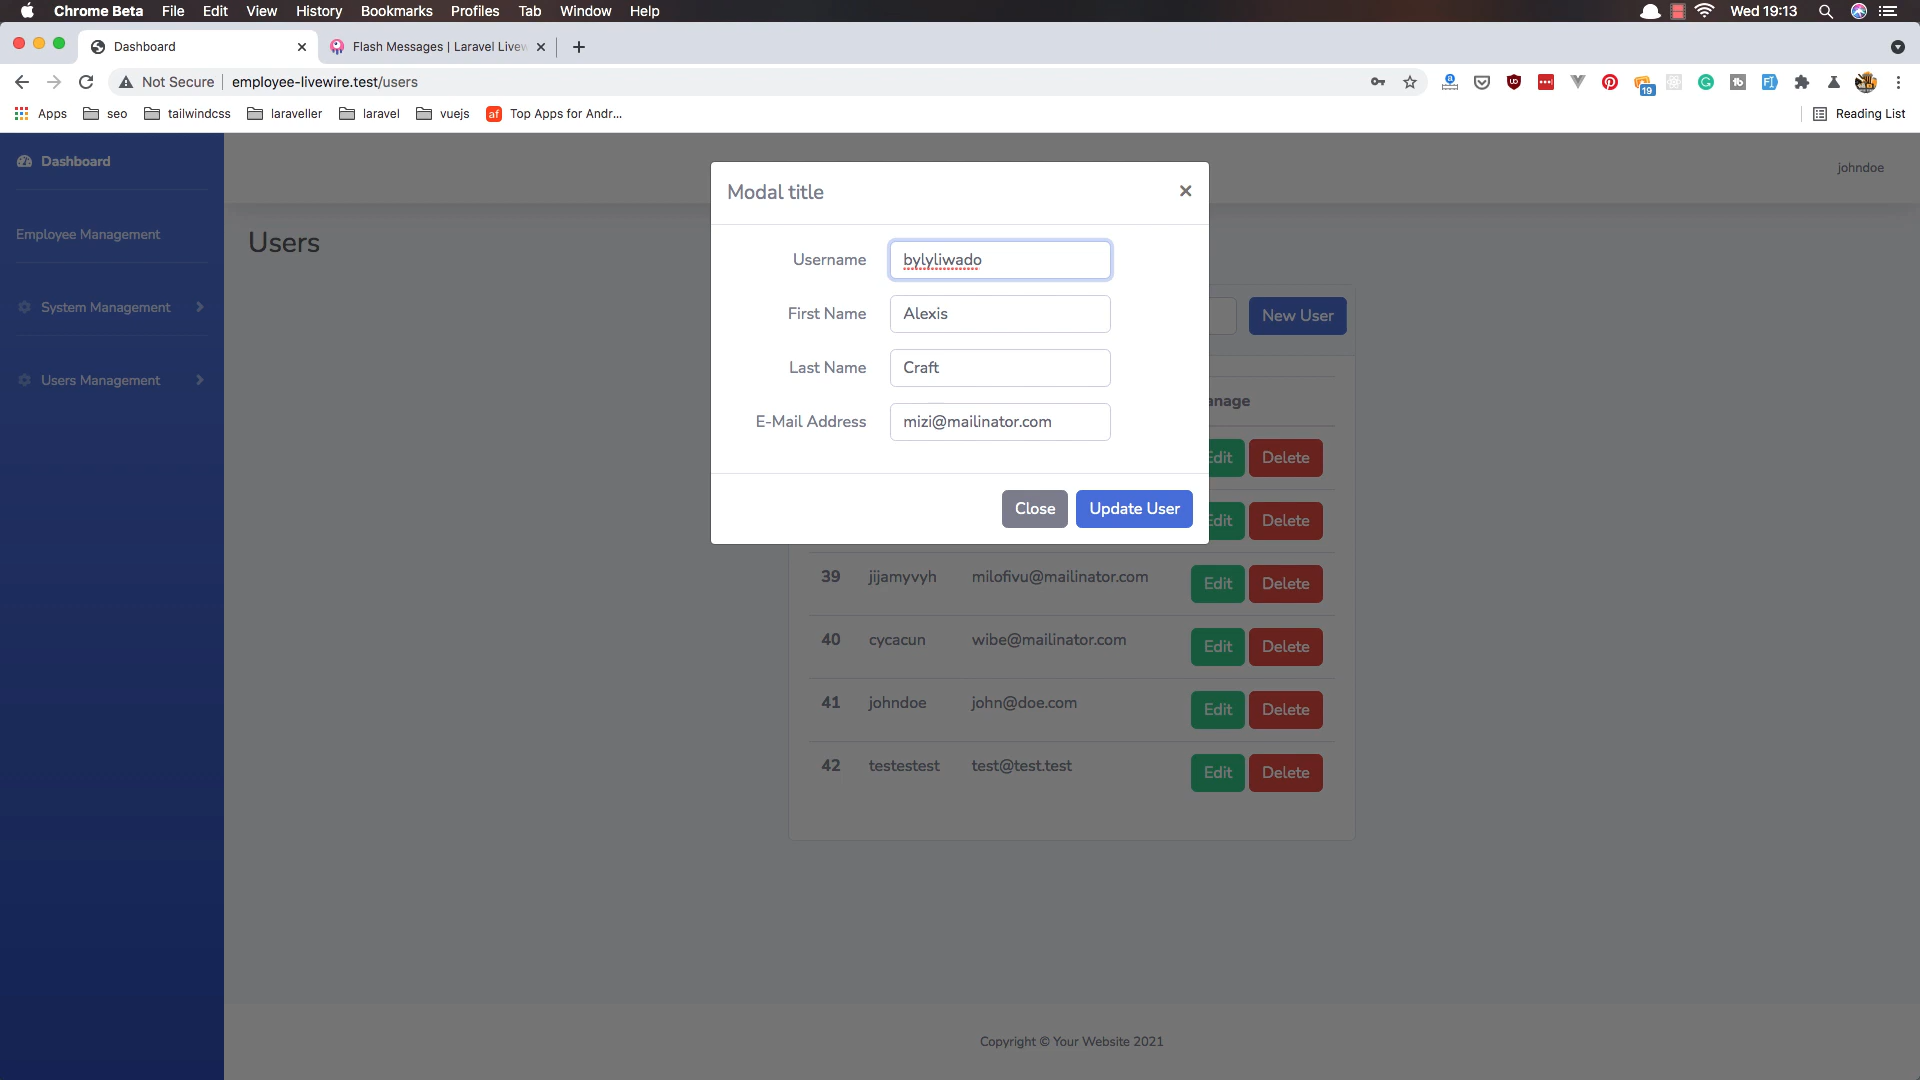 Chrome Beta File Edit View History Bookmarks Profiles Tab Window Help Wed 19:13
Dashboard Flash Messages | Laravel Livew
Not Secure employee-livewire.test/users 19
Apps seo tailwindcss laraveller laravel vuejs af Top Apps for Andr... Reading List
Dashboard
Employee Management
System Management
Users Management
johndoe
Users
Modal title
Username bylyliwado
First Name Alexis
Last Name Craft
E-Mail Address mizi@mailinator.com
Close Update User
New User
anage
Edit Delete
Edit Delete
39 jijamyvyh milofivu@mailinator.com Edit Delete
40 cycacun wibe@mailinator.com Edit Delete
41 johndoe john@doe.com Edit Delete
42 testestest test@test.test Edit Delete
Copyright © Your Website 2021